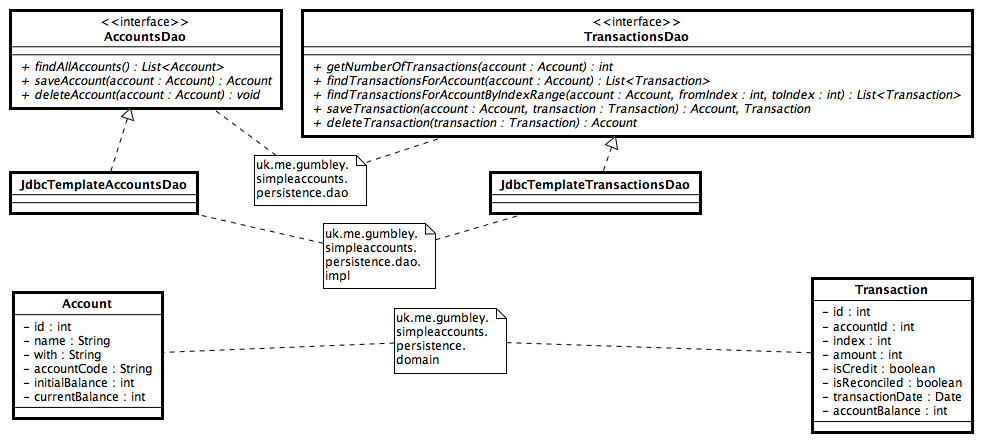 <<interface>>
AccountsDao
+ findAllAccounts() : List<Account>
+ saveAccount(account : Account) : Account
+ deleteAccount(account : Account) : void
<<interface>>
TransactionsDao
+ getNumberOfTransactions(account : Account) : int
+ findTransactionsForAccount(account : Account) : List<Transaction>
+ findTransactionsForAccountByIndexRange(account : Account, fromIndex : int, toIndex : int) : List<Transaction>
+ saveTransaction(account : Account, transaction : Transaction) : Account, Transaction
+ deleteTransaction(transaction : Transaction) : Account
uk.me.gumbley.
simpleaccounts.
persistence.dao
JdbcTemplateAccountsDao
JdbcTemplateTransactionsDao
uk.me.gumbley.
simpleaccounts.
persistence.dao.
impl
Account
- id : int
- name : String
- with : String
- accountCode : String
- initialBalance : int
- currentBalance : int
uk.me.gumbley.
simpleaccounts.
persistence.
domain
Transaction
- id : int
- accountId : int
- index : int
- amount : int
- isCredit : boolean
- isReconciled : boolean
- transactionDate : Date
- accountBalance : int